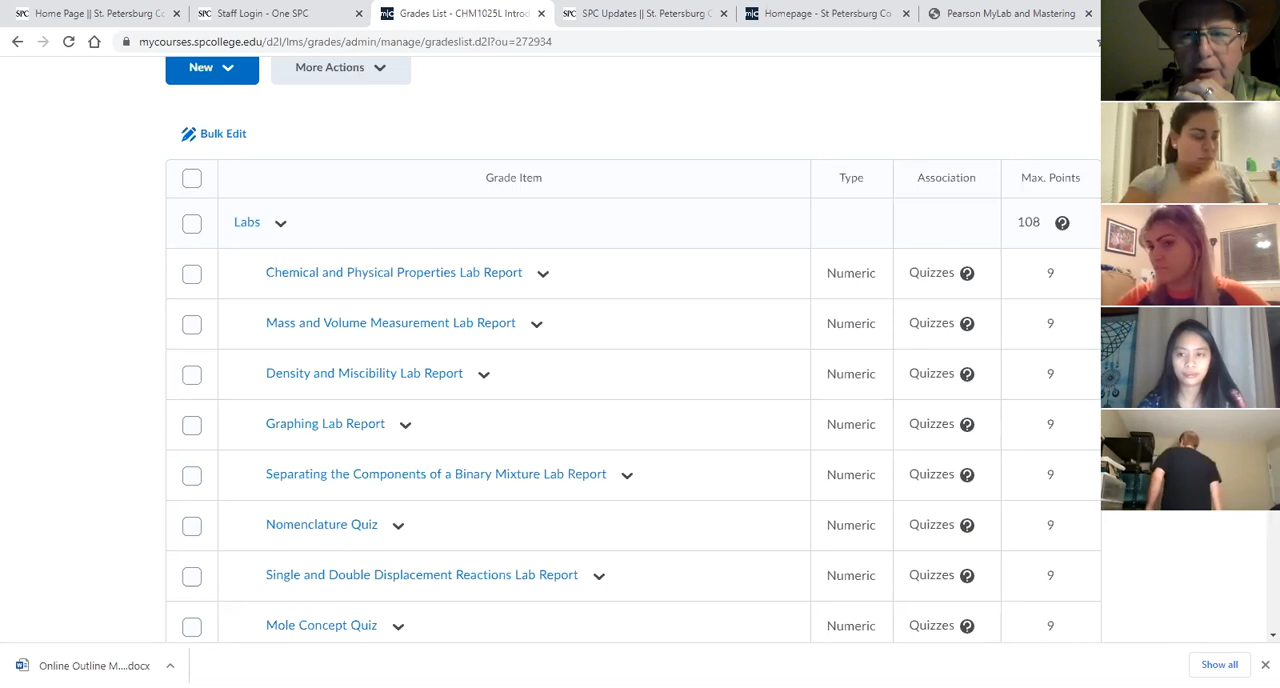 Home Page || St. Petersburg Co
Staff Login - One SPC
Grades List - CHM1025L Introd
SPC Updates || St. Petersburg C
Homepage - St Petersburg Co
Pearson MyLab and Mastering
mycourses.spcollege.edu/d2l/lms/grades/admin/manage/gradeslist.d2l?ou=272934
New
More Actions
Bulk Edit
Grade Item Type Association Max. Points
Labs 108
Chemical and Physical Properties Lab Report Numeric Quizzes 9
Mass and Volume Measurement Lab Report Numeric Quizzes 9
Density and Miscibility Lab Report Numeric Quizzes 9
Graphing Lab Report Numeric Quizzes 9
Separating the Components of a Binary Mixture Lab Report Numeric Quizzes 9
Nomenclature Quiz Numeric Quizzes 9
Single and Double Displacement Reactions Lab Report Numeric Quizzes 9
Mole Concept Quiz Numeric Quizzes 9
Online Outline M....docx
Show all